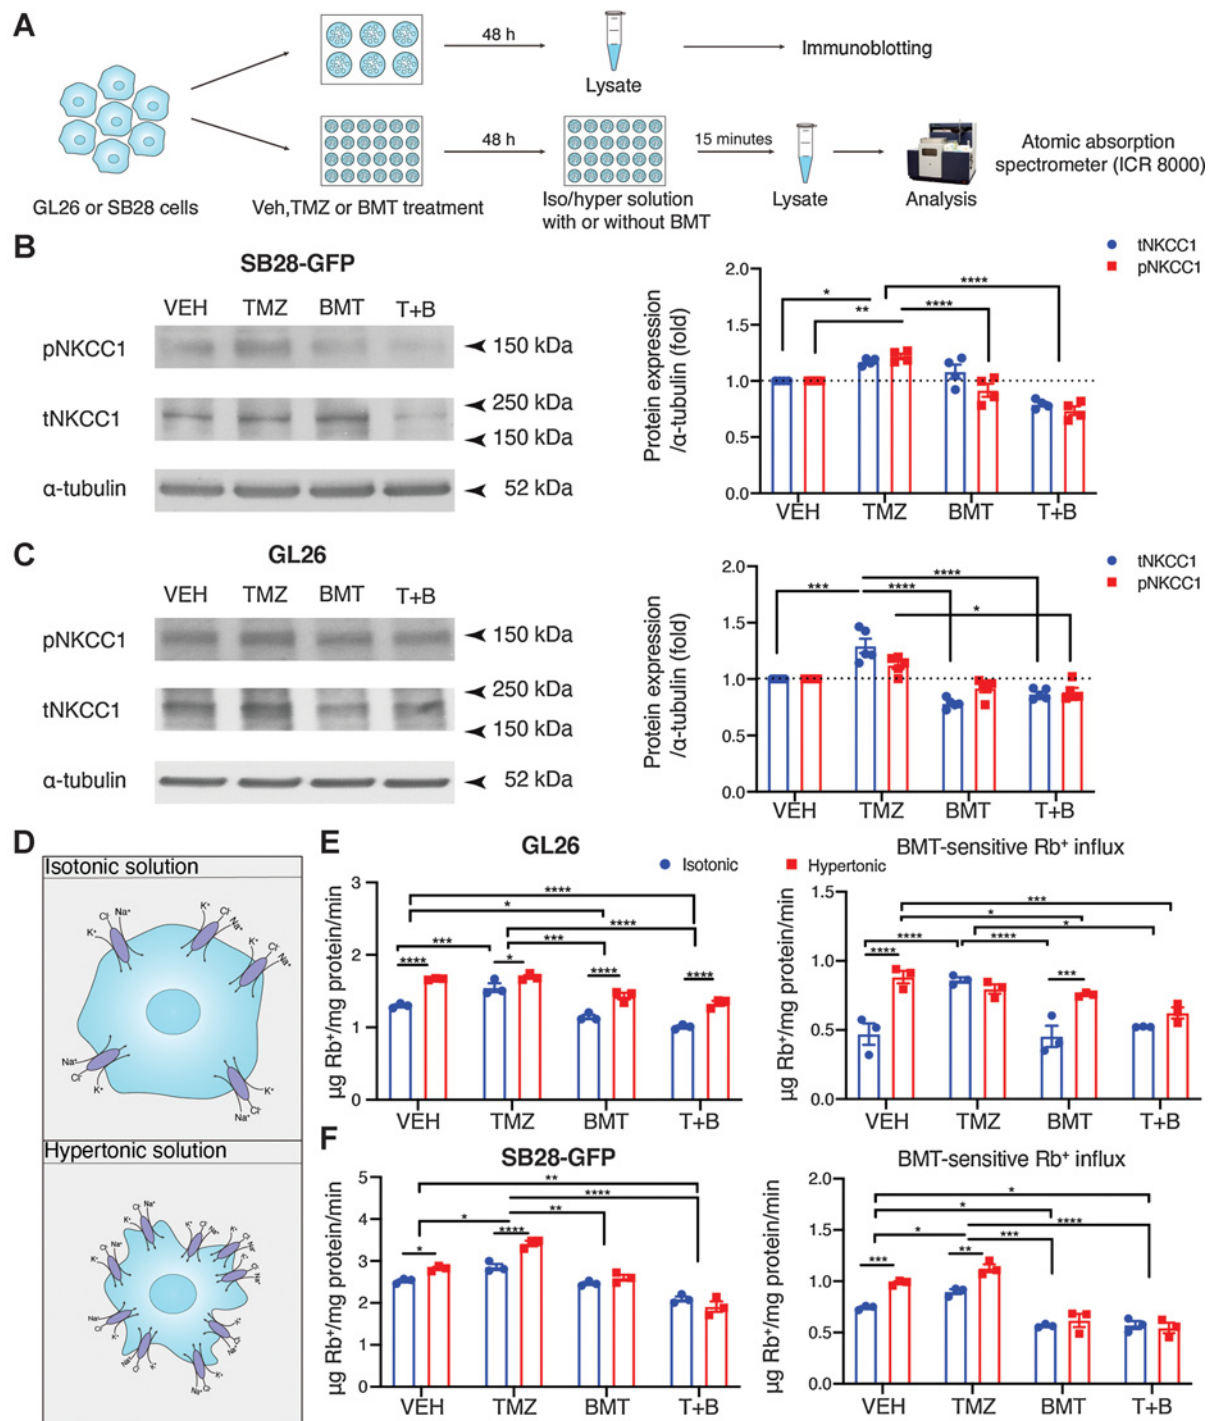 A
48 h
Lysate
Immunoblotting
GL26 or SB28 cells
Veh,TMZ or BMT treatment
48 h
Iso/hyper solution
with or without BMT
15 minutes
Lysate
Analysis
Atomic absorption
spectrometer (ICR 8000)
B
SB28-GFP
VEH TMZ BMT T+B
pNKCC1
150 kDa
tNKCC1
250 kDa
150 kDa
α-tubulin
52 kDa
tNKCC1
pNKCC1
Protein expression
/α-tubulin (fold)
2.0
1.5
1.0
0.5
0.0
* ** **** ****
VEH TMZ BMT T+B
C
GL26
VEH TMZ BMT T+B
pNKCC1
150 kDa
tNKCC1
250 kDa
150 kDa
α-tubulin
52 kDa
tNKCC1
pNKCC1
Protein expression
/α-tubulin (fold)
2.0
1.5
1.0
0.5
0.0
*** **** **** *
VEH TMZ BMT T+B
D
Isotonic solution
K⁺ Cl⁻ Na⁺
Hypertonic solution
K⁺ Cl⁻ Na⁺
E
GL26
Isotonic
Hypertonic
µg Rb⁺/mg protein/min
3
2
1
0
****
*
****
*** ***
**** * **** ****
VEH TMZ BMT T+B
BMT-sensitive Rb⁺ influx
µg Rb⁺/mg protein/min
1.5
1.0
0.5
0.0
***
*
*
**** ****
**** ***
VEH TMZ BMT T+B
F
SB28-GFP
µg Rb⁺/mg protein/min
5
4
3
2
1
0
**
****
* **
* ****
VEH TMZ BMT T+B
BMT-sensitive Rb⁺ influx
µg Rb⁺/mg protein/min
2.0
1.5
1.0
0.5
0.0
*
*
****
* ***
*** **
VEH TMZ BMT T+B